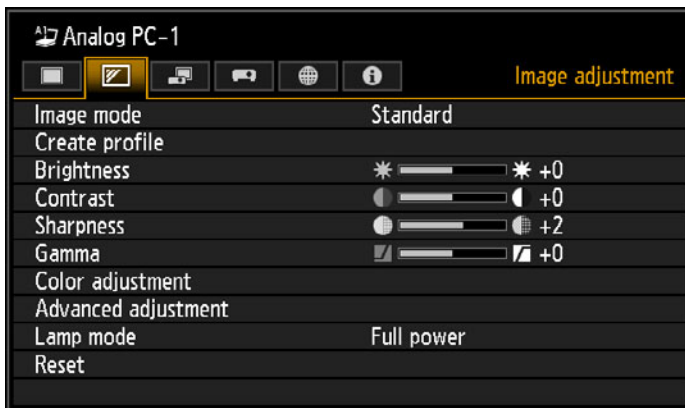 A1 Analog PC-1
Image adjustment
Image mode Standard
Create profile
Brightness +0
Contrast +0
Sharpness +2
Gamma +0
Color adjustment
Advanced adjustment
Lamp mode Full power
Reset